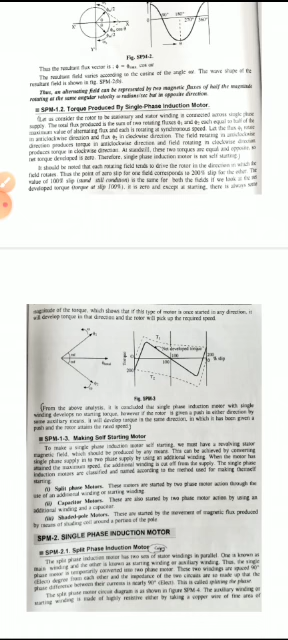 Fig. SPM-2.
Thus the resultant flux vector is : φ = φmax cos ωt
The resultant field varies according to the cosine of the angle ωt. The wave shape of the
resultant field is shown in fig. SPM-2(b).
Thus, an alternating field can be represented by two magnetic fluxes of half the magnitude
rotating at the same angular velocity ω radians/sec but in opposite direction.
■ SPM-1.2. Torque Produced By Single-Phase Induction Motor.
Let us consider the rotor to be stationary and stator winding is connected across single phase
supply. The total flux produced is the sum of two rotating fluxes
maximum value of alternating flux and each is rotating at synchronous speed. Let the flux
in anticlockwise direction and flux in clockwise direction. The field rotating in anticlockwise
direction produces torque in anticlockwise direction and field rotating in clockwise direction
produces torque in clockwise direction. At standstill, these two torques are equal and opposite, so
net torque developed is zero. Therefore, single phase induction motor is not self starting
It should be noted that each rotating field tends to drive the rotor in the direction in which the
field rotates. Thus the point of zero slip for one field corresponds to 200% slip for the other. The
value of 100% slip (stand still condition) is the same for both the fields if we look at the net
developed torque (torque at slip 100%), it is zero and except at starting, there is always some
magnitude of the torque, which shows that if this type of motor is once started in any direction, it
will develop torque in that direction and the rotor will pick up the required speed.
Net developed torque
% slip
Fig. SPM-3
From the above analysis, it is concluded the single phase induction motor with single
winding develops no starting torque, however if the rotor is given a push in either direction by
some auxiliary means. It will develop torque in the same direction, in which it has been given a
push and the rotor attains the rated speed
■ SPM-1-3. Making Self Starting Motor
To make a single phase induction motor self starting, we must have a revolving stator
magnetic field, which should be produced by any means. This can be achieved by converting
single phase supply in to two phase supply by using an additional winding. When the motor has
attained the maximum speed, the additional winding is cut off from the supply. The single phase
induction motors are classified and named according to the method used for making themself
starting.
(i) Split phase Motors. These motors are started by two phase motor action through the
use of an additional winding or starting winding
(ii) Capacitor Motors. These are also started by two phase motor action by using an
additional winding and a capacitor
(iii) Shaded-pole Motors. These are started by the movement of magnetic flux produced
by means of shading coil around a portion of the pole
SPM-2. SINGLE PHASE INDUCTION MOTOR
■ SPM-2.1. Split Phase Induction Motor
The split phase induction motor has two sets of stator windings in parallel. One is known as
main winding and the other is known as starting winding or auxiliary winding. Thus, the single
phase motor is temporarily converted into two phase motor. These two windings are spaced 90°
(Elect) degree from each other and the impedance of the two circuits are so made up that the
phase difference between their currents is nearly 90° (Elect). This is called splitting the phase
The split phase motor circuit diagram is as shown in figure SPM-4. The auxiliary winding or
starting winding is made of highly resistive either by taking a copper wire of fine area of